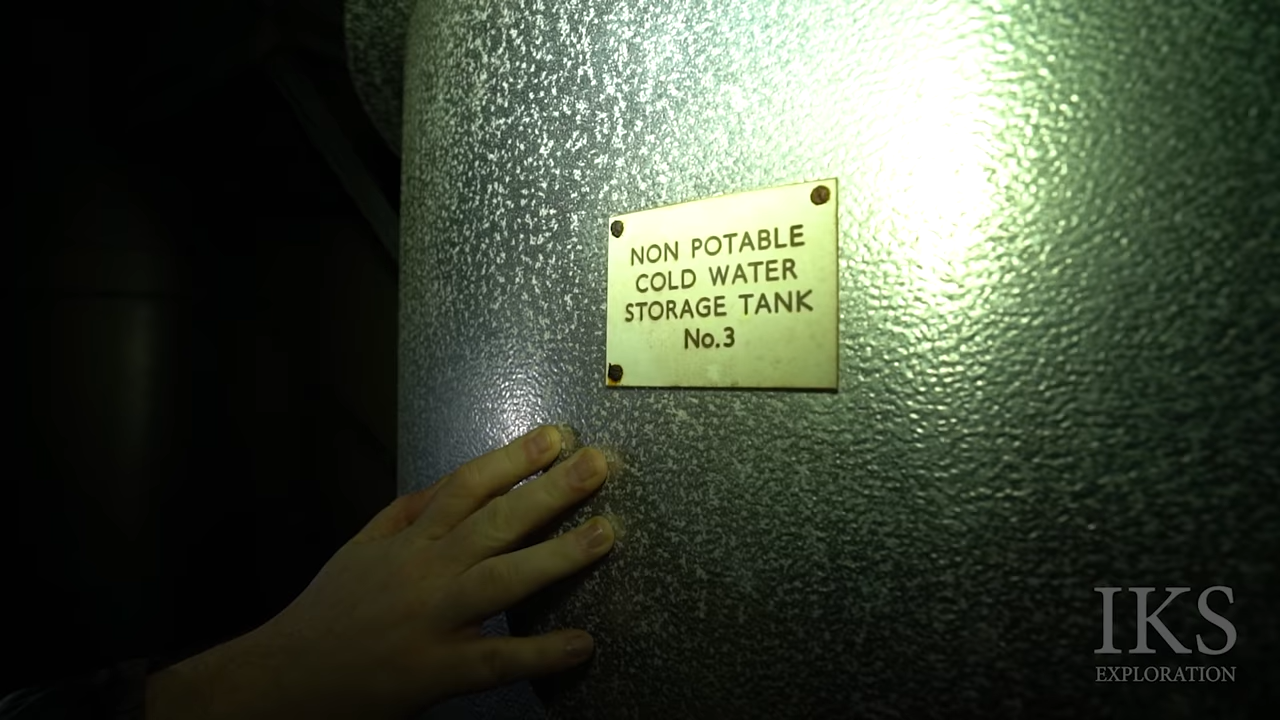 NON POTABLE
COLD WATER
STORAGE TANK
No.3
IKS
EXPLORATION